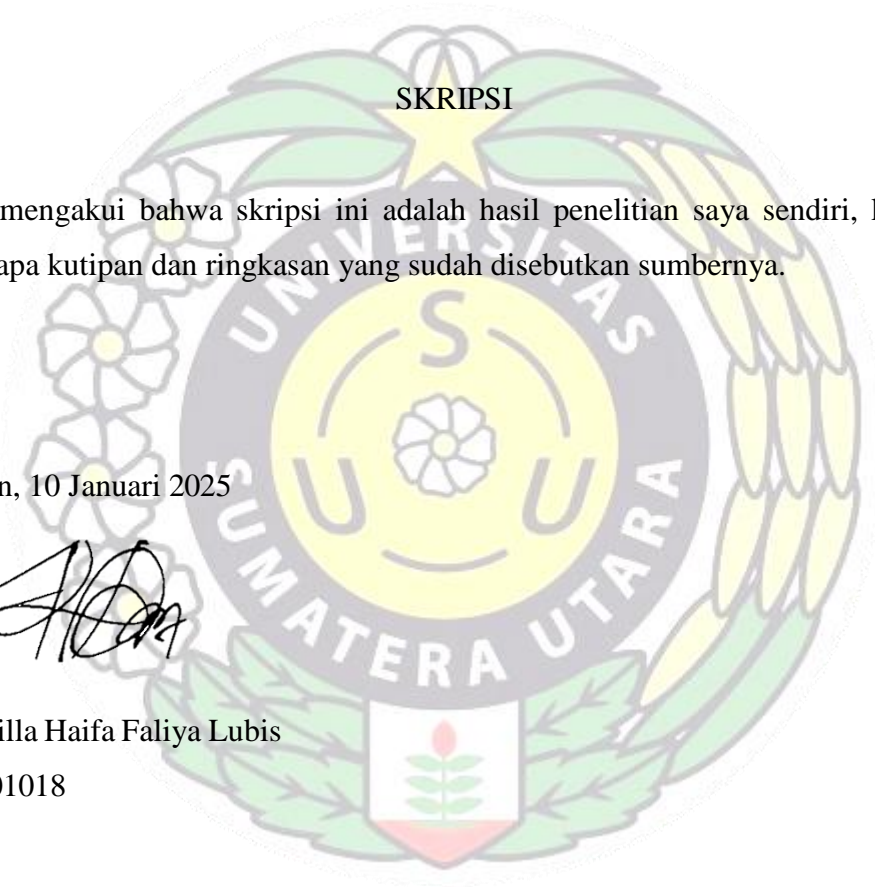 SKRIPSI
mengakui bahwa skripsi ini adalah hasil penelitian saya sendiri,
apa kutipan dan ringkasan yang sudah disebutkan sumbernya.
n, 10 Januari 2025
illa Haifa Faliya Lubis
01018
UNIVERSITAS
SUMATERA UTARA
S
U U